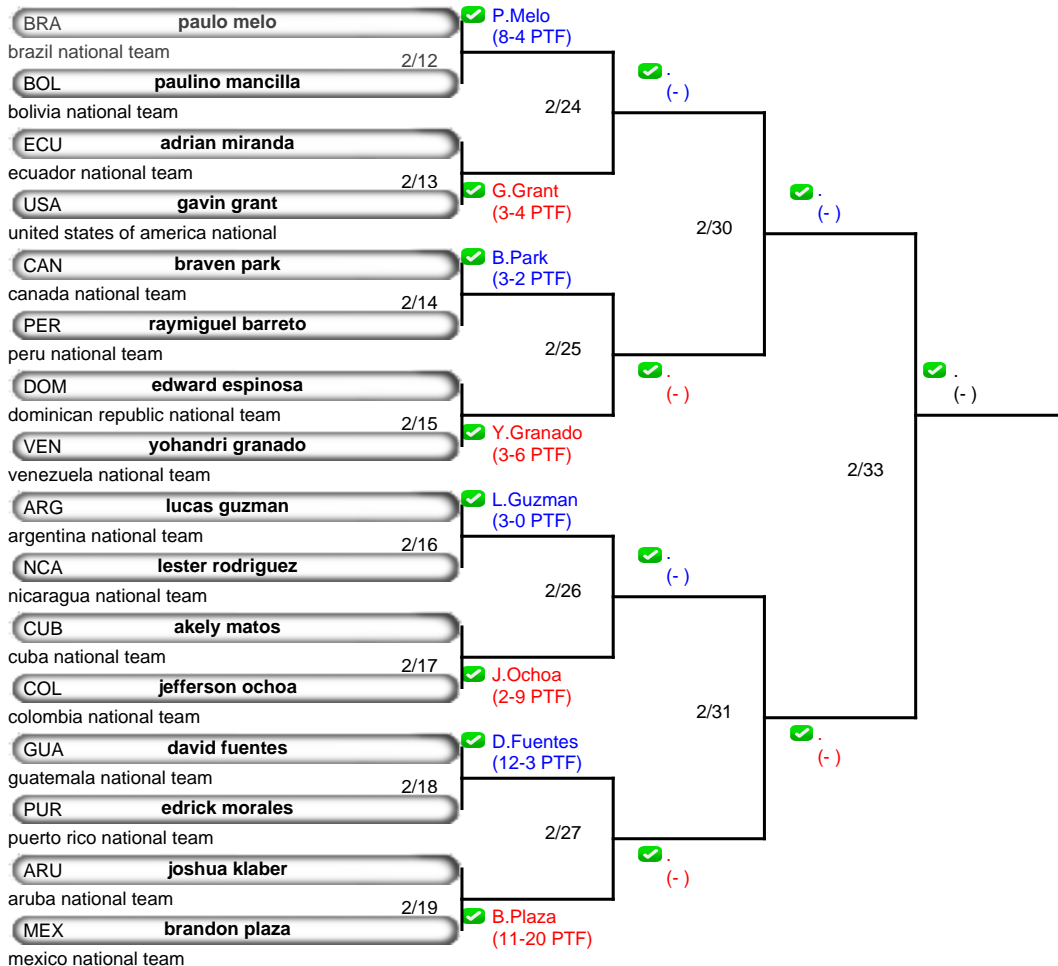 BRA paulo melo
P.Melo
(8-4 PTF)
brazil national team
2/12
BOL paulino mancilla
.
(- )
bolivia national team
2/24
ECU adrian miranda
ecuador national team
2/13
USA gavin grant
G.Grant
(3-4 PTF)
.
(- )
united states of america national
2/30
CAN braven park
B.Park
(3-2 PTF)
canada national team
2/14
PER raymiguel barreto
peru national team
2/25
DOM edward espinosa
.
(- )
.
(- )
dominican republic national team
2/15
VEN yohandri granado
Y.Granado
(3-6 PTF)
venezuela national team
2/33
ARG lucas guzman
L.Guzman
(3-0 PTF)
argentina national team
2/16
NCA lester rodriguez
.
(- )
nicaragua national team
2/26
CUB akely matos
cuba national team
2/17
COL jefferson ochoa
J.Ochoa
(2-9 PTF)
colombia national team
2/31
GUA david fuentes
D.Fuentes
(12-3 PTF)
.
(- )
guatemala national team
2/18
PUR edrick morales
puerto rico national team
2/27
ARU joshua klaber
.
(- )
aruba national team
2/19
MEX brandon plaza
B.Plaza
(11-20 PTF)
mexico national team